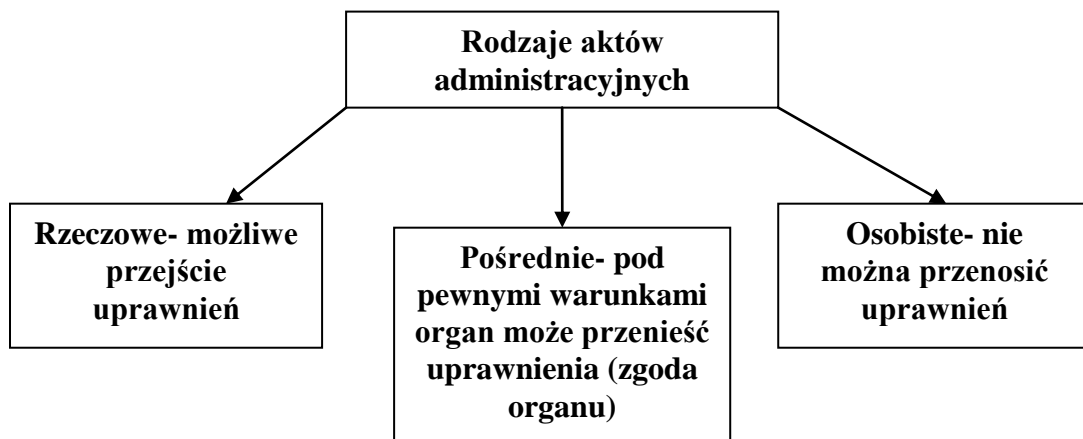 Rodzaje aktów
administracyjnych
Rzeczowe- możliwe
przejście
uprawnień
Pośrednie- pod
pewnymi warunkami
organ może przenieść
uprawnienia (zgoda
organu)
Osobiste- nie
można przenosić
uprawnień